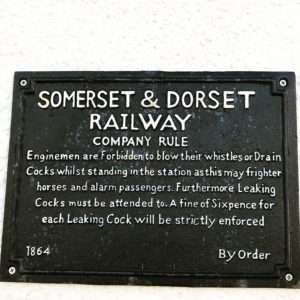 SOMERSET & DORSET
RAILWAY
COMPANY RULE
Enginemen are Forbidden to blow their whistles or Drain
Cocks whilst standing in the station as this may frighter
horses and alarm passengers. Furthermore Leaking
Cocks must be attended to. A fine of Sixpence for
each Leaking Cock will be strictly enforced
1864 By Order